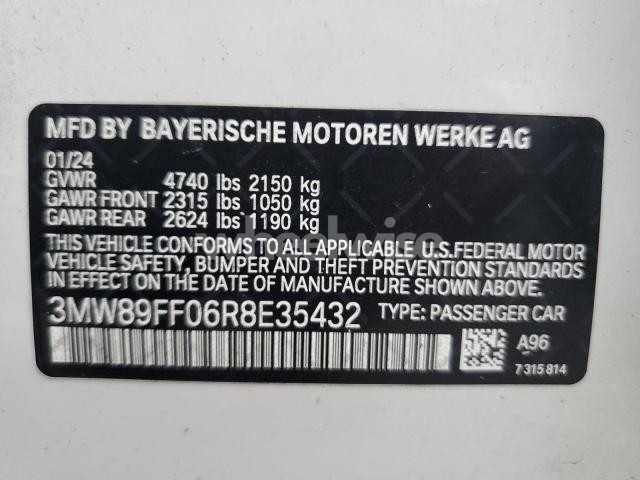 MFD BY BAYERISCHE MOTOREN WERKE AG
01/24
GVWR 4740 lbs 2150 kg
GAWR FRONT 2315 lbs 1050 kg
GAWR REAR 2624 lbs 1190 kg
THIS VEHICLE CONFORMS TO ALL APPLICABLE U.S. FEDERAL MOTOR
VEHICLE SAFETY, BUMPER AND THEFT PREVENTION STANDARDS
IN EFFECT ON THE DATE OF MANUFACTURE SHOWN ABOVE.
3MW89FF06R8E35432 TYPE: PASSENGER CAR
A96
7 315 814